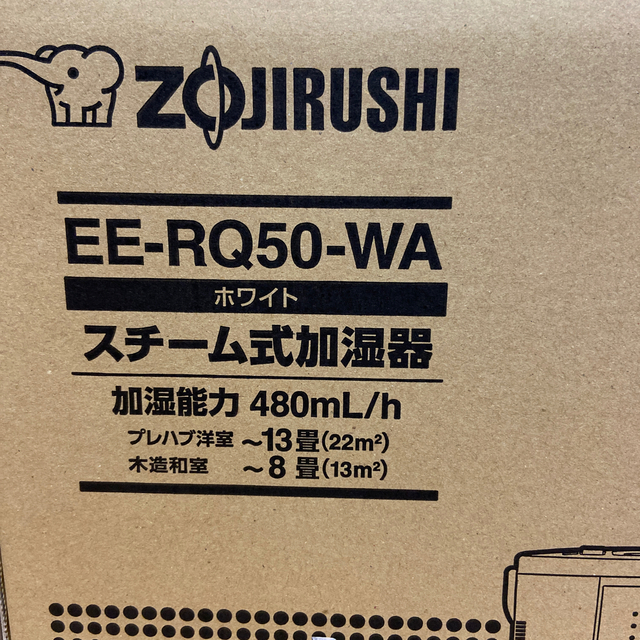 ZOJIRUSHI
EE-RQ50-WA
ホワイト
スチーム式加湿器
加湿能力 480mL/h
プレハブ洋室 ～13畳(22m²)
木造和室 ～8畳(13m²)